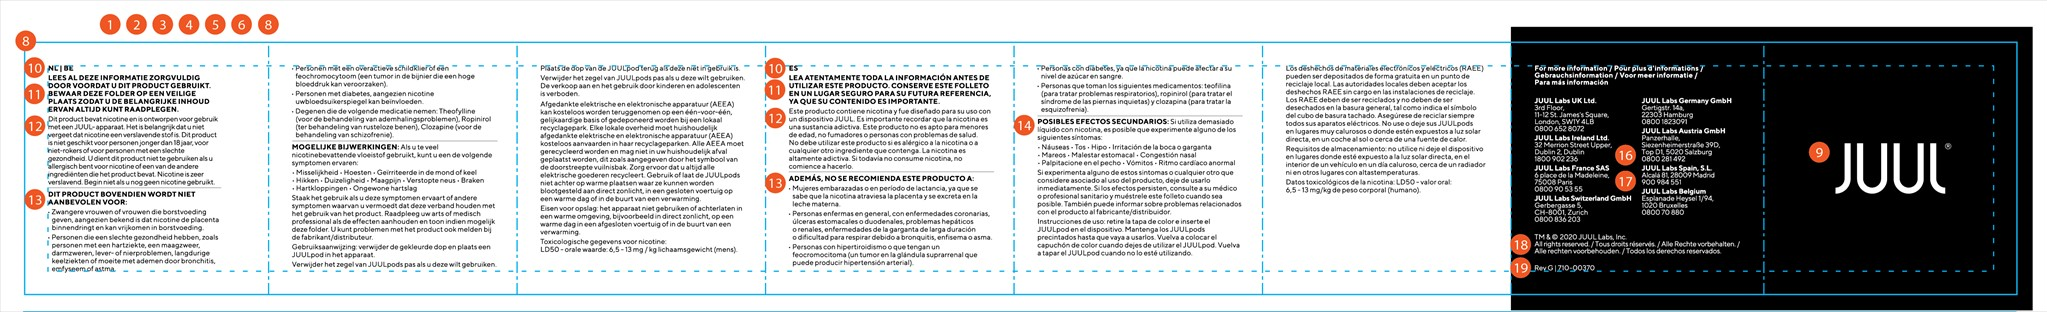 1 2 3 4 5 6 8
8
10
NL | BE
LEES AL DEZE INFORMATIE ZORGVULDIG
DOOR VOORDAT U DIT PRODUCT GEBRUIKT.
11
BEWAAR DEZE FOLDER OP EEN VEILIGE
PLAATS ZODAT U DE BELANGRIJKE INHOUD
ERVAN ALTIJD KUNT RAADPLEGEN.
12
Dit product bevat nicotine en is ontworpen voor gebruik
met een JUUL- apparaat. Het is belangrijk dat u niet
vergeet dat nicotine een verslavende stof is. Dit product
is niet geschikt voor personen jonger dan 18 jaar, voor
niet-rokers of voor personen met een slechte
gezondheid. U dient dit product niet te gebruiken als u
allergisch bent voor nicotine of een van de andere
ingrediënten die het product bevat. Nicotine is zeer
verslavend. Begin niet als u nog geen nicotine gebruikt.
13
DIT PRODUCT BOVENDIEN WORDT NIET
AANBEVOLEN VOOR:
· Zwangere vrouwen of vrouwen die borstvoeding
geven, aangezien bekend is dat nicotine de placenta
binnendringt en kan vrijkomen in borstvoeding.
· Personen die een slechte gezondheid hebben, zoals
personen met een hartziekte, een maagzweer,
darmzweren, lever- of nierproblemen, langdurige
keelziekten of moeite met ademen door bronchitis,
emfyseem of astma.
· Personen met een overactieve schildklier of een
feochromocytoom (een tumor in de bijnier die een hoge
bloeddruk kan veroorzaken).
· Personen met diabetes, aangezien nicotine
uw bloedsuikerspiegel kan beïnvloeden.
· Degenen die de volgende medicatie nemen: Theofylline
(voor de behandeling van ademhalingsproblemen), Ropinirol
(ter behandeling van rusteloze benen), Clozapine (voor de
behandeling van schizofrenie).
MOGELIJKE BIJWERKINGEN: Als u te veel
nicotinebevattende vloeistof gebruikt, kunt u een de volgende
symptomen ervaren:
· Misselijkheid · Hoesten · Geïrriteerde in de mond of keel
· Hikken · Duizeligheid · Maagpijn · Verstopte neus · Braken
· Hartkloppingen · Ongewone hartslag
Staak het gebruik als u deze symptomen ervaart of andere
symptomen waarvan u vermoedt dat deze verband houden met
het gebruik van het product. Raadpleeg uw arts of medisch
professional als de effecten aanhouden en toon indien mogelijk
deze folder. U kunt problemen met het product ook melden bij
de fabrikant/distributeur.
Gebruiksaanwijzing: verwijder de gekleurde dop en plaats een
JUULpod in het apparaat.
Verwijder het zegel van JUULpods pas als u deze wilt gebruiken.
Plaats de dop van de JUULpod terug als deze niet in gebruik is.
Verwijder het zegel van JUULpods pas als u deze wilt gebruiken.
De verkoop aan en het gebruik door kinderen en adolescenten
is verboden.
Afgedankte elektrische en elektronische apparatuur (AEEA)
kan kosteloos worden teruggenomen op een één-voor-één,
gelijkaardige basis of gedeponeerd worden bij een lokaal
recyclagepark. Elke lokale overheid moet huishoudelijk
afgedankte elektrische en elektronische apparatuur (AEEA)
kosteloos aanvaarden in haar recyclageparken. Alle AEEA moet
gerecycleerd worden en mag niet in uw huishoudelijk afval
geplaatst worden, dit zoals aangegeven door het symbool van
de doorstreepte vuilnisbak. Zorg ervoor dat u altijd alle
elektrische goederen recycleert. Gebruik of laat de JUULpods
niet achter op warme plaatsen waar ze kunnen worden
blootgesteld aan direct zonlicht, in een gesloten voertuig op
een warme dag of in de buurt van een verwarming.
Eisen voor opslag: het apparaat niet gebruiken of achterlaten in
een warme omgeving, bijvoorbeeld in direct zonlicht, op een
warme dag in een afgesloten voertuig of in de buurt van een
verwarming.
Toxicologische gegevens voor nicotine:
LD50 - orale waarde: 6,5 - 13 mg / kg lichaamsgewicht (mens).
10
ES
LEA ATENTAMENTE TODA LA INFORMACIÓN ANTES DE
11
UTILIZAR ESTE PRODUCTO. CONSERVE ESTE FOLLETO
EN UN LUGAR SEGURO PARA SU FUTURA REFERENCIA,
YA QUE SU CONTENIDO ES IMPORTANTE.
12
Este producto contiene nicotina y fue diseñado para su uso con
un dispositivo JUUL. Es importante recordar que la nicotina es
una sustancia adictiva. Este producto no es apto para menores
de edad, no fumadores o personas con problemas de salud.
No debe utilizar este producto si es alérgico a la nicotina o a
cualquier otro ingrediente que contenga. La nicotina es
altamente adictiva. Si todavía no consume nicotina, no
comience a hacerlo.
13
ADEMÁS, NO SE RECOMIENDA ESTE PRODUCTO A:
· Mujeres embarazadas o en período de lactancia, ya que se
sabe que la nicotina atraviesa la placenta y se excreta en la
leche materna.
· Personas enfermas en general, con enfermedades coronarias,
úlceras estomacales o duodenales, problemas hepáticos
o renales, enfermedades de la garganta de larga duración
o dificultad para respirar debido a bronquitis, enfisema o asma.
· Personas con hipertiroidismo o que tengan un
feocromocitoma (un tumor en la glándula suprarrenal que
puede producir hipertensión arterial).
· Personas con diabetes, ya que la nicotina puede afectar a su
nivel de azúcar en sangre.
· Personas que toman los siguientes medicamentos: teofilina
(para tratar problemas respiratorios), ropinirol (para tratar el
síndrome de las piernas inquietas) y clozapina (para tratar la
esquizofrenia).
14
POSIBLES EFECTOS SECUNDARIOS: Si utiliza demasiado
líquido con nicotina, es posible que experimente alguno de los
siguientes síntomas:
· Náuseas · Tos · Hipo · Irritación de la boca o garganta
· Mareos · Malestar estomacal · Congestión nasal
· Palpitacione en el pecho · Vómitos · Ritmo cardíaco anormal
Si experimenta alguno de estos síntomas o cualquier otro que
considere asociado al uso del producto, deje de usarlo
inmediatamente. Si los efectos persisten, consulte a su médico
o profesional sanitario y muéstrele este folleto cuando sea
posible. También puede informar sobre problemas relacionados
con el producto al fabricante/distribuidor.
Instrucciones de uso: retire la tapa de color e inserte el
JUULpod en el dispositivo. Mantenga los JUULpods
precintados hasta que vaya a usarlos. Vuelva a colocar el
capuchón de color cuando dejes de utilizar el JUULpod. Vuelva
a tapar el JUULpod cuando no lo esté utilizando.
Los deshechos de materiales electrónicos y eléctricos (RAEE)
pueden ser depositados de forma gratuita en un punto de
reciclaje local. Las autoridades locales deben aceptar los
desechos RAEE sin cargo en las instalaciones de reciclaje.
Los RAEE deben de ser reciclados y no deben de ser
desechados en la basura general, tal como indica el símbolo
del cubo de basura tachado. Asegúrese de reciclar siempre
todos sus aparatos eléctricos. No use o deje sus JUULpods
en lugares muy calurosos o donde estén expuestos a luz solar
directa, en un coche al sol o cerca de una fuente de calor.
Requisitos de almacenamiento: no utilice ni deje el dispositivo
en lugares donde esté expuesto a la luz solar directa, en el
interior de un vehículo en un día caluroso, cerca de un radiador
ni en otros lugares con altas temperaturas.
Datos toxicológicos de la nicotina: LD50 - valor oral:
6,5 - 13 mg/kg de peso corporal (humano).
For more information / Pour plus d'informations /
Gebrauchsinformation / Voor meer informatie /
Para más información
JUUL Labs UK Ltd.
3rd Floor,
11-12 St. James's Square,
London, SW1Y 4LB
0800 652 8072
JUUL Labs Ireland Ltd.
32 Merrion Street Upper,
Dublin 2, Dublin
1800 902 236
JUUL Labs France SAS
6 place de la Madeleine,
75008 Paris
0800 90 53 55
JUUL Labs Switzerland GmbH
Gerbergasse 5,
CH-8001, Zurich
0800 836 203
JUUL Labs Germany GmbH
Gertigstr. 14a,
22303 Hamburg
0800 1823091
JUUL Labs Austria GmbH
Panzerhalle,
Siezenheimerstraße 39D,
Top D1, 5020 Salzburg
16
0800 281 492
JUUL Labs Spain, S.L.
Alcalá 81, 28009 Madrid
17
900 984 551
JUUL Labs Belgium
Esplanade Heysel 1/94,
1020 Bruxelles
0800 70 880
18
TM & © 2020 JUUL Labs, Inc.
All rights reserved. / Tous droits réservés. / Alle Rechte vorbehalten. /
Alle rechten voorbehouden. / Todos los derechos reservados.
19
Rev G | 710-00370
9
JUUL®